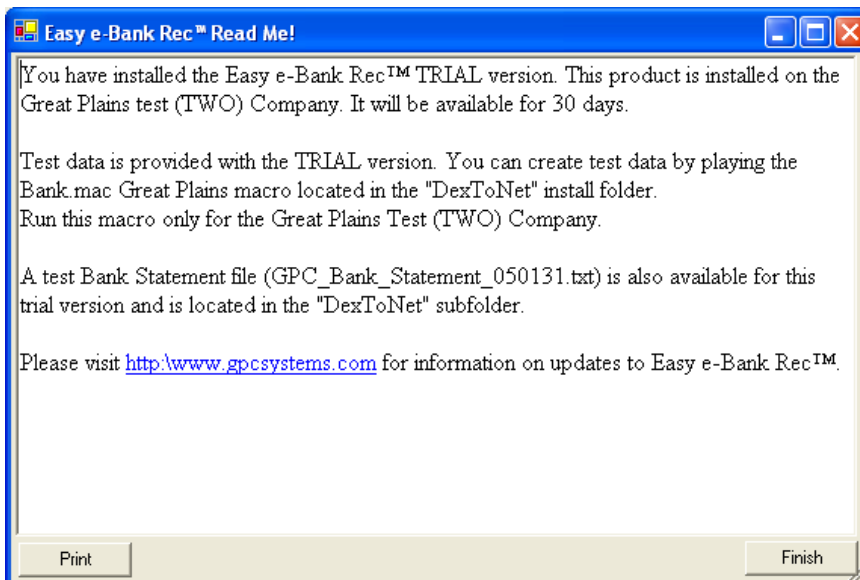 Easy e-Bank Rec™ Read Me!
You have installed the Easy e-Bank Rec™ TRIAL version. This product is installed on the
Great Plains test (TWO) Company. It will be available for 30 days.
Test data is provided with the TRIAL version. You can create test data by playing the
Bank.mac Great Plains macro located in the "DexToNet" install folder.
Run this macro only for the Great Plains Test (TWO) Company.
A test Bank Statement file (GPC_Bank_Statement_050131.txt) is also available for this
trial version and is located in the "DexToNet" subfolder.
Please visit http:\www.gpcsystems.com for information on updates to Easy e-Bank Rec™.
Print
Finish